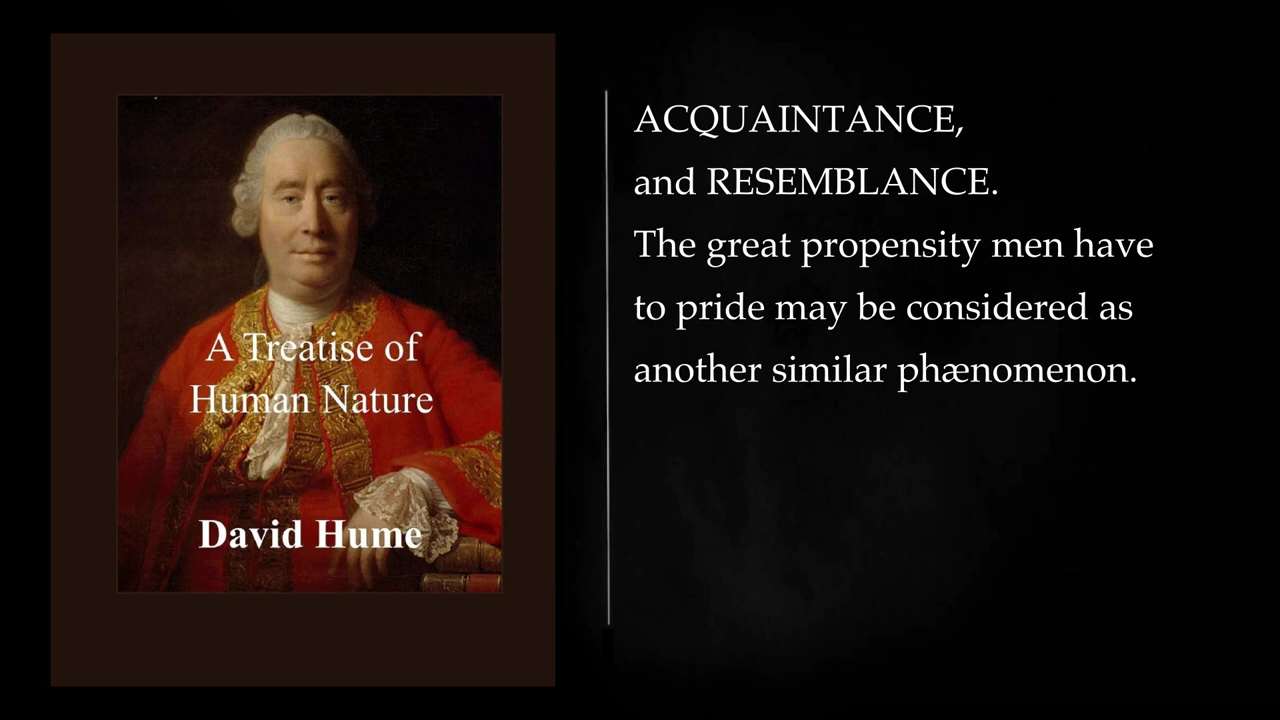 A Treatise of
Human Nature
David Hume
ACQUAINTANCE,
and RESEMBLANCE.
The great propensity men have
to pride may be considered as
another similar phænomenon.